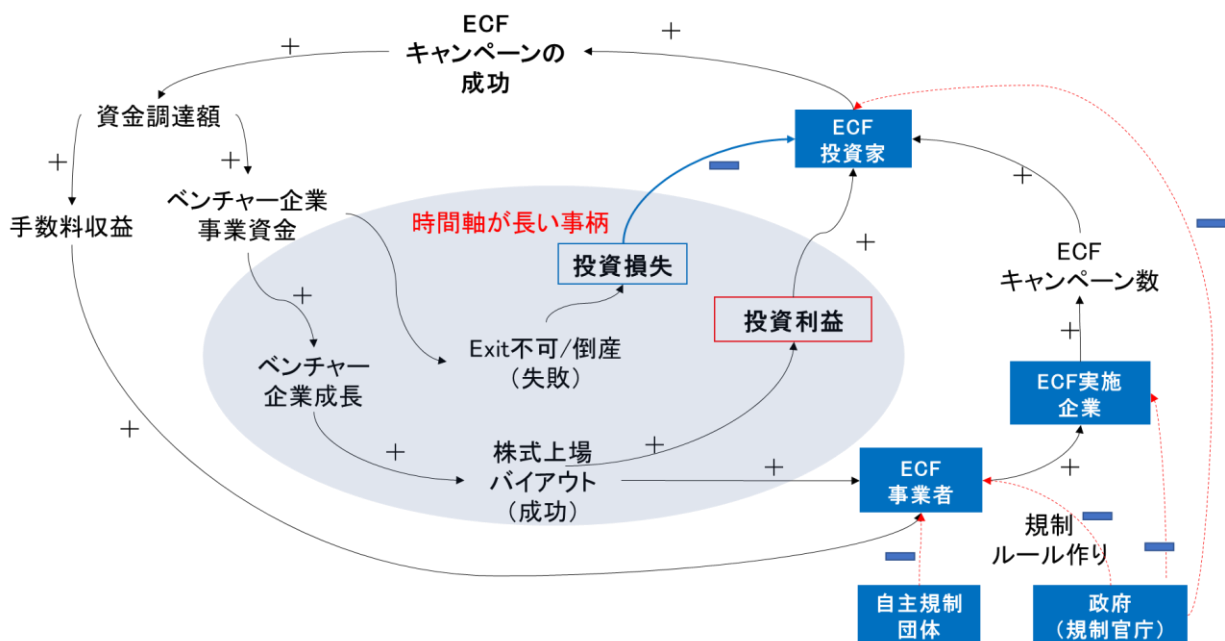 ECF
キャンペーンの
成功
＋
＋
資金調達額
ECF
投資家
＋
＋
ベンチャー企業
事業資金
手数料収益
時間軸が長い事柄
投資損失
＋
＋
ECF
キャンペーン数
＋
投資利益
Exit不可/倒産
（失敗）
＋
ベンチャー
企業成長
ECF実施
企業
＋
＋
株式上場
バイアウト
（成功）
＋
＋
ECF
事業者
＋
規制
ルール作り
自主規制
団体
政府
（規制官庁）